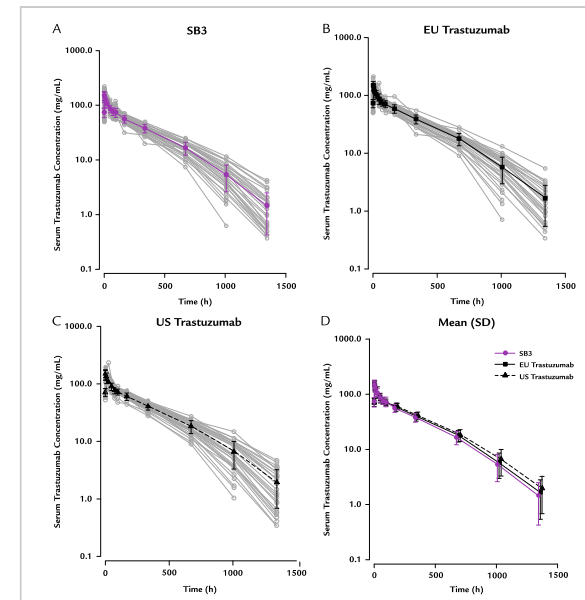 A
SB3
Serum Trastuzumab Concentration (mg/mL)
1000.0
100.0
10.0
1.0
0.1
0
500
1000
1500
Time (h)
B
EU Trastuzumab
Serum Trastuzumab Concentration (mg/mL)
1000.0
100.0
10.0
1.0
0.1
0
500
1000
1500
Time (h)
C
US Trastuzumab
Serum Trastuzumab Concentration (mg/mL)
1000.0
100.0
10.0
1.0
0.1
0
500
1000
1500
Time (h)
D
Mean (SD)
Serum Trastuzumab Concentration (mg/mL)
1000.0
100.0
10.0
1.0
0.1
SB3
EU Trastuzumab
US Trastuzumab
0
500
1000
1500
Time (h)